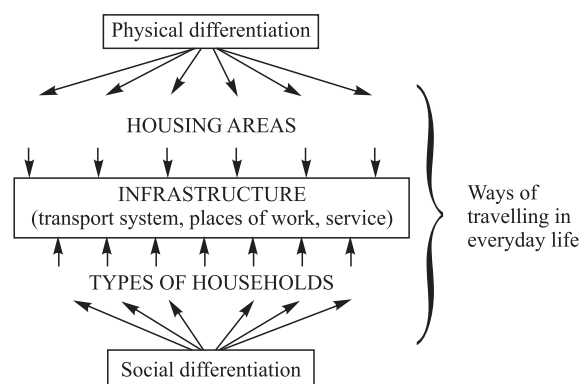 Physical differentiation
HOUSING AREAS
INFRASTRUCTURE
(transport system, places of work, service)
TYPES OF HOUSEHOLDS
Social differentiation
Ways of
travelling in
everyday life